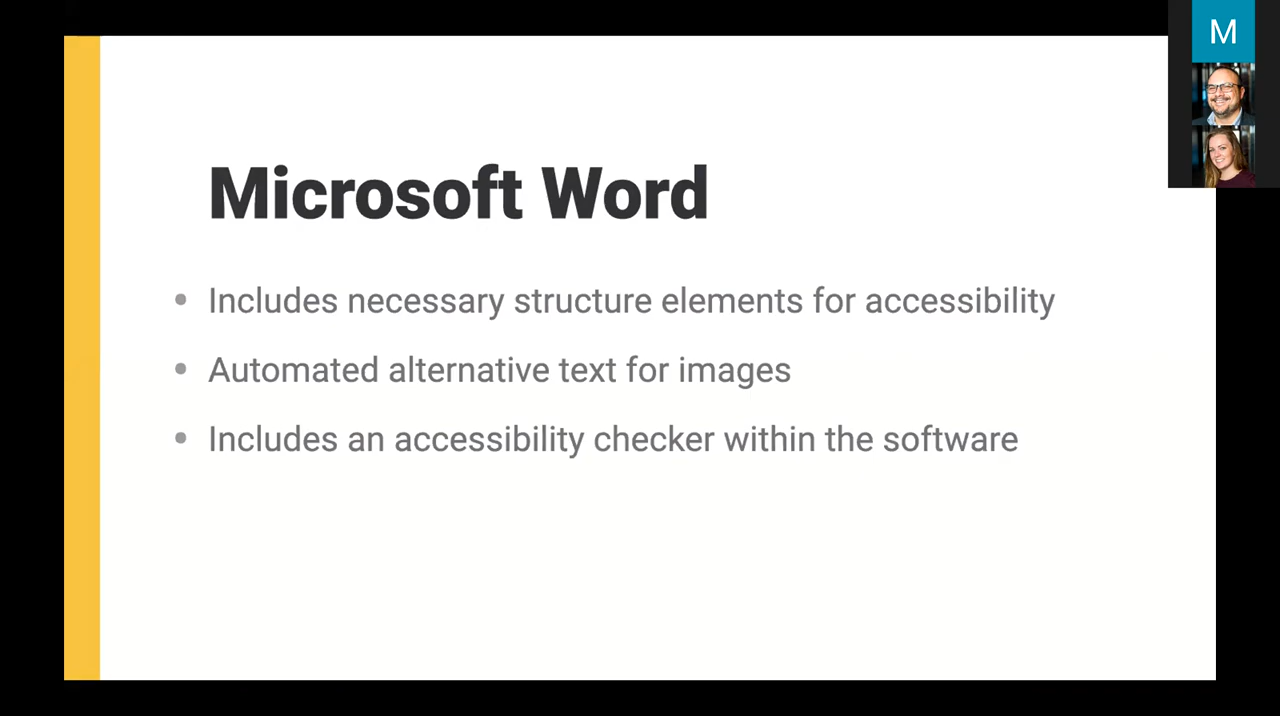 M
Microsoft Word
• Includes necessary structure elements for accessibility
• Automated alternative text for images
• Includes an accessibility checker within the software